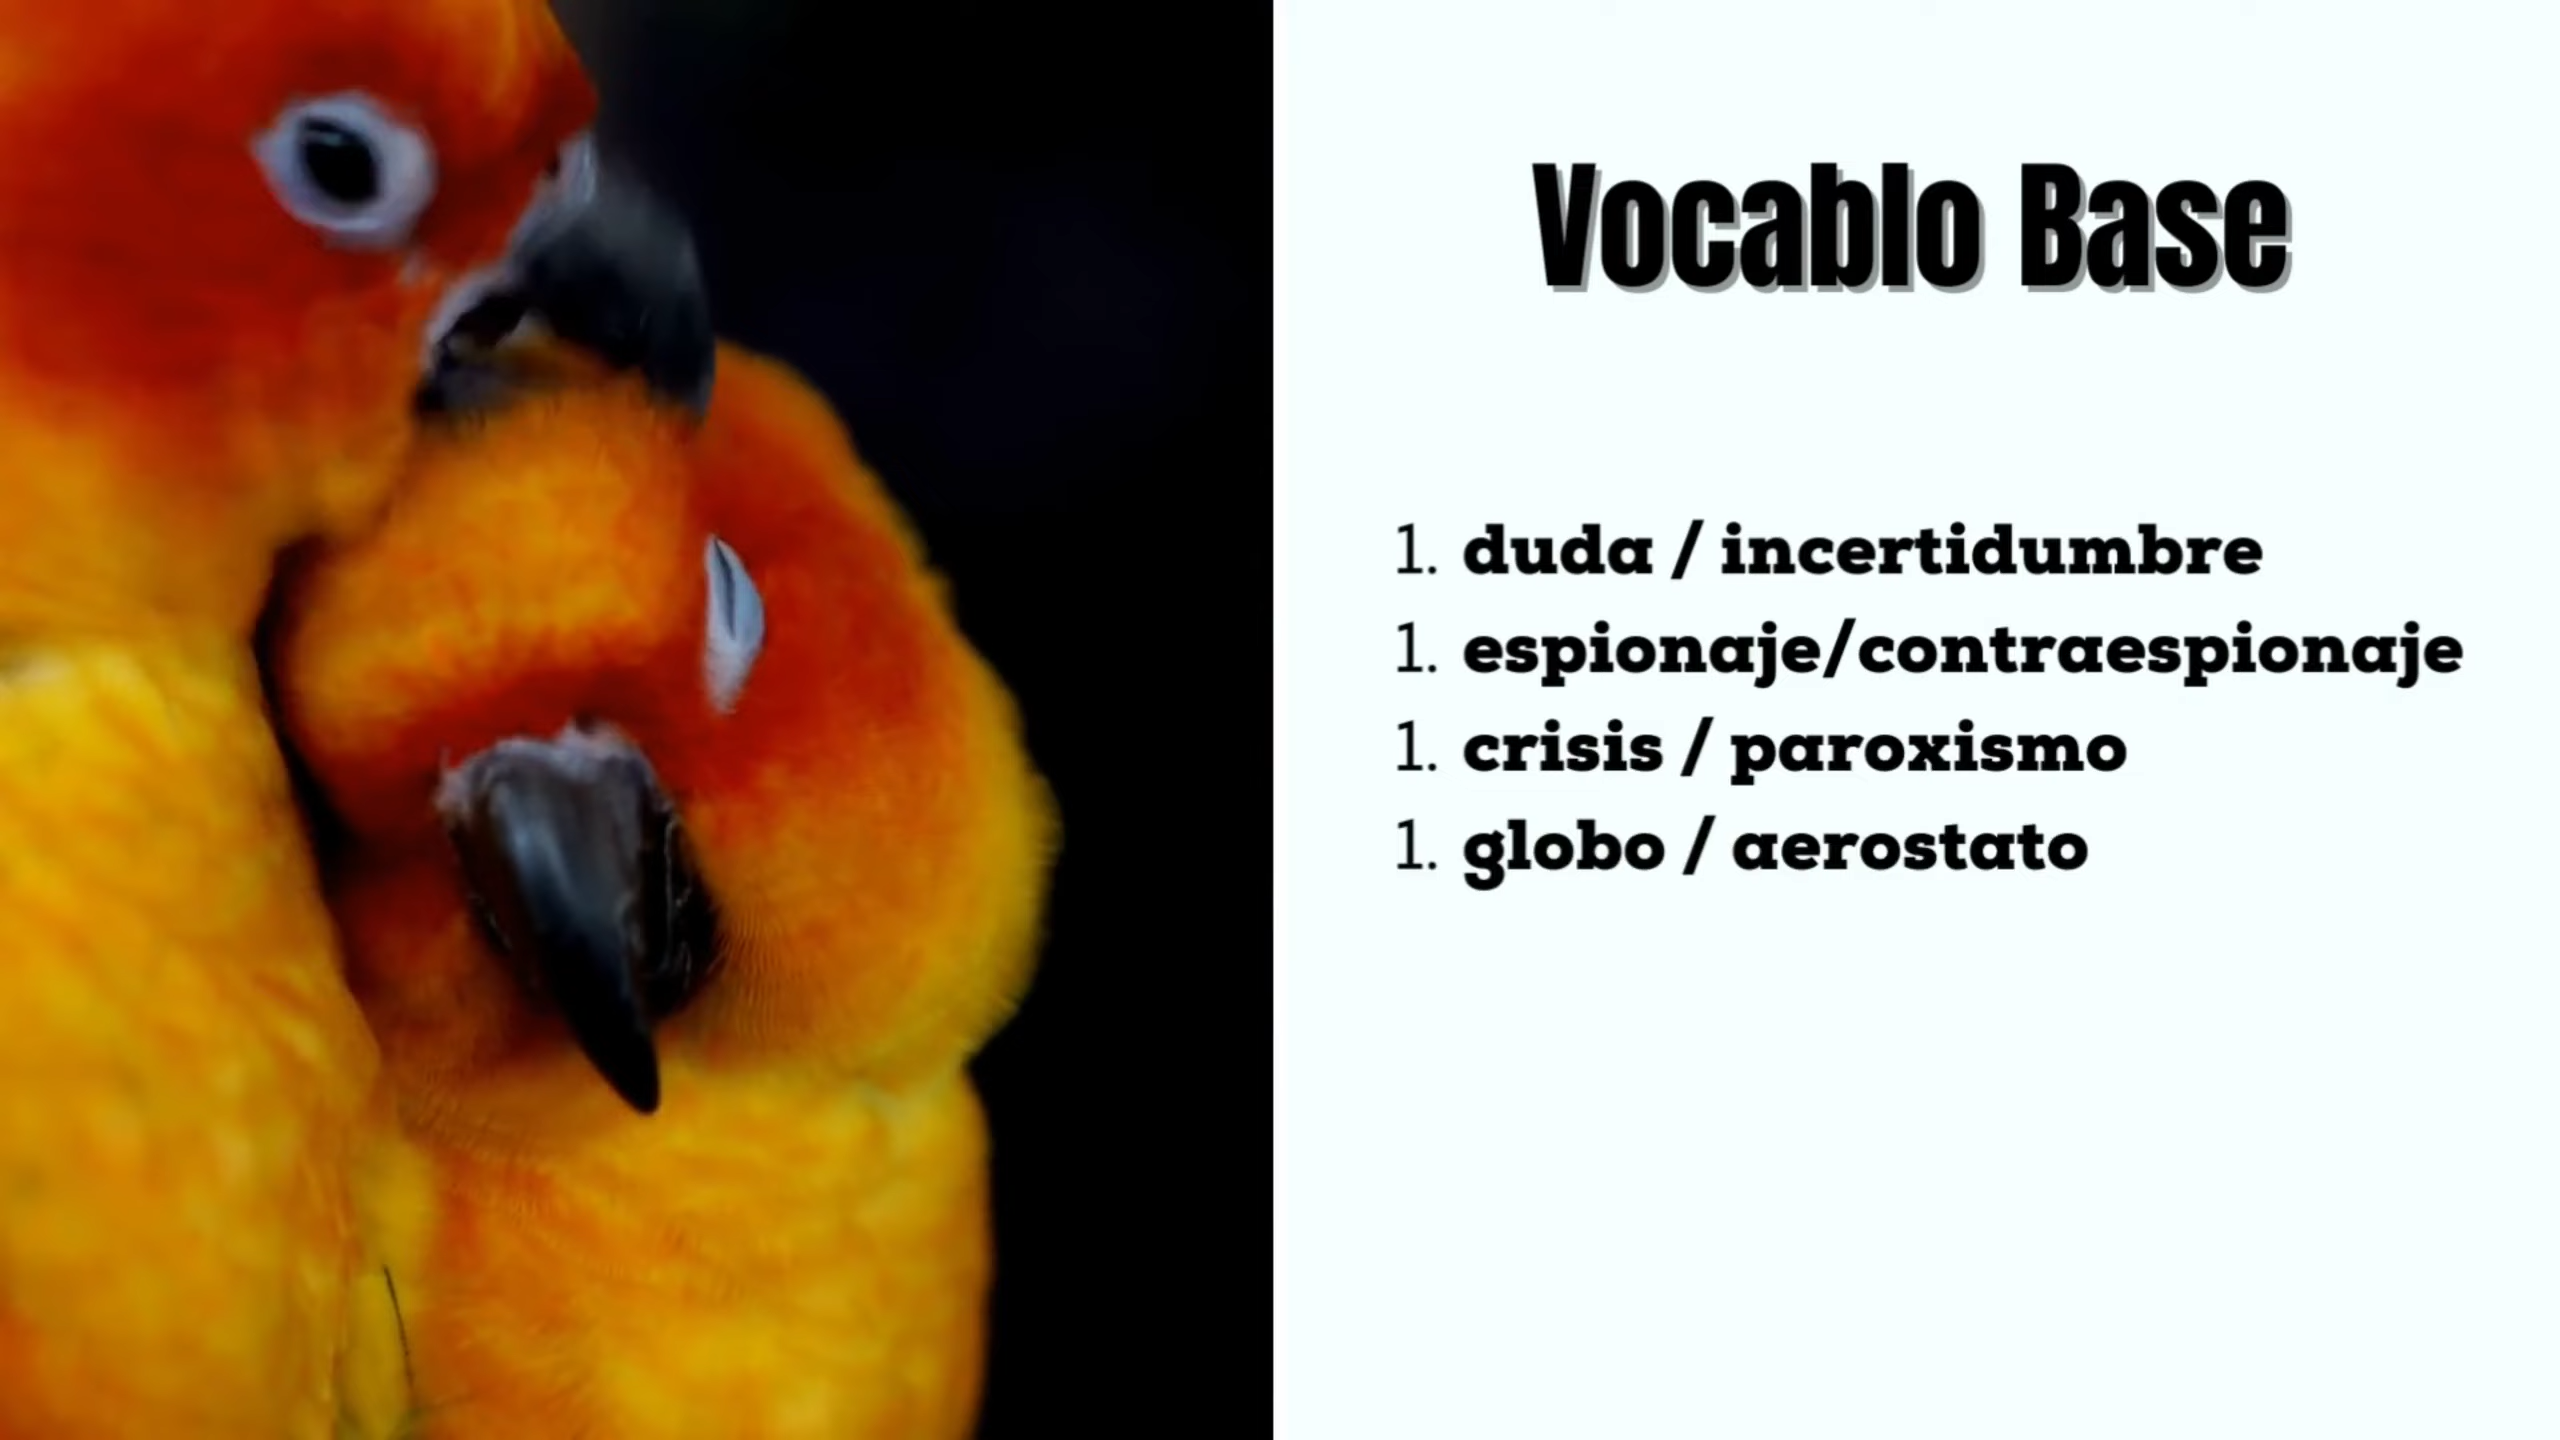 Vocablo Base
1. duda / incertidumbre
1. espionaje/contraespionaje
1. crisis / paroxismo
1. globo / aerostato